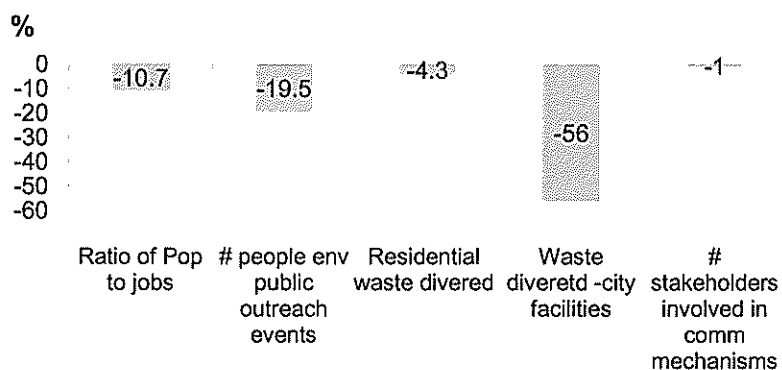 %
0
-10
-20
-30
-40
-50
-60
-10.7
-19.5
-4.3
-56
-1
Ratio of Pop
to jobs
# people env
public
outreach
events
Residential
waste divered
Waste
diveretd -city
facilities
#
stakeholders
involved in
comm
mechanisms